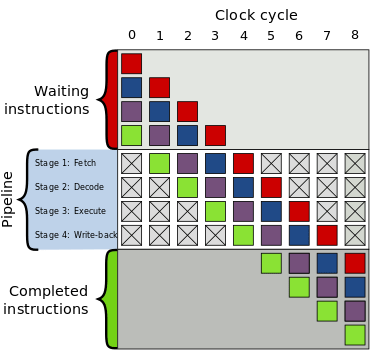 Clock cycle
0 1 2 3 4 5 6 7 8
Waiting
instructions
Pipeline
Stage 1: Fetch
Stage 2: Decode
Stage 3: Execute
Stage 4: Write-back
Completed
instructions